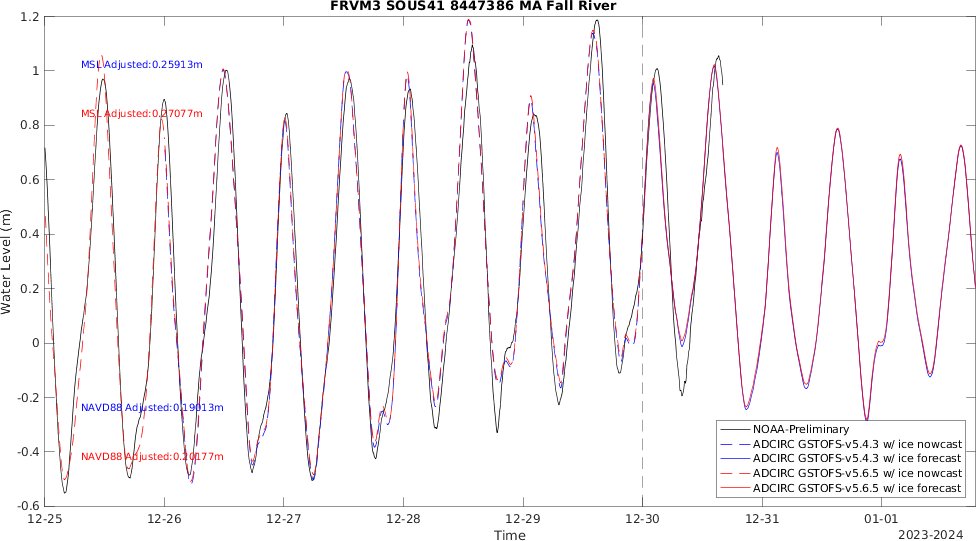 FRVM3 SOUS41 8447386 MA Fall River
Water Level (m)
1.2
1
0.8
0.6
0.4
0.2
0
-0.2
-0.4
-0.6
MSL Adjusted:0.25913m
MSL Adjusted:0.27077m
NAVD88 Adjusted:0.19013m
NAVD88 Adjusted:0.20177m
NOAA-Preliminary
ADCIRC GSTOFS-v5.4.3 w/ ice nowcast
ADCIRC GSTOFS-v5.4.3 w/ ice forecast
ADCIRC GSTOFS-v5.6.5 w/ ice nowcast
ADCIRC GSTOFS-v5.6.5 w/ ice forecast
12-25 12-26 12-27 12-28 12-29 12-30 12-31 01-01
Time
2023-2024